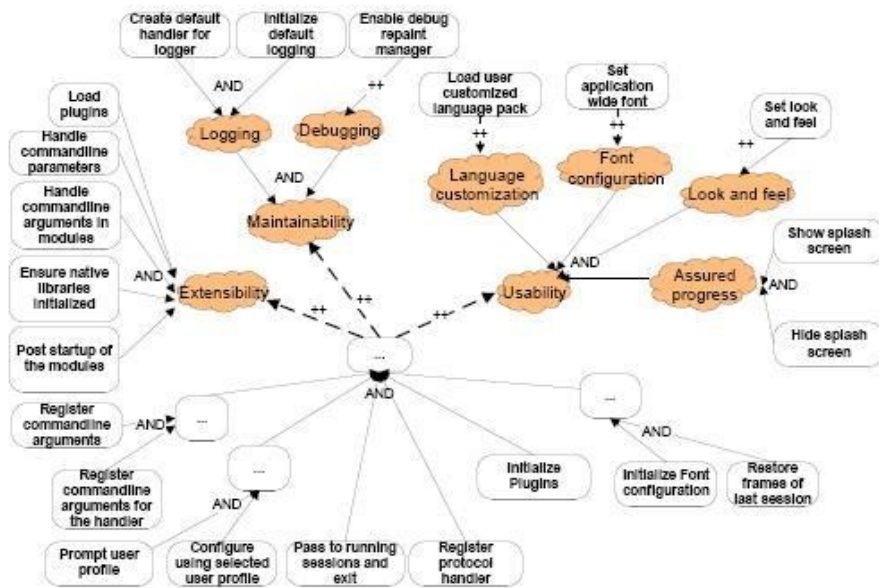 Create default
handler for
logger
Initialize
default
logging
Enable debug
repaint
manager
AND
++
Load
plugins
Handle
commandline
parameters
Handle
commandline
arguments in
modules
Ensure native
libraries
initialized
Post startup of
the modules
AND
Logging
Debugging
AND
Maintainability
Extensibility
++
++
++
Load user
customized
language pack
Set
application
wide font
Set look
and feel
++
++
++
Language
customization
Font
configuration
Look and feel
AND
Usability
Assured
progress
Show splash
screen
AND
Hide splash
screen
...
AND
Register
commandline
arguments
AND
...
Register
commandline
arguments for
the handler
...
AND
Prompt user
profile
Configure
using selected
user profile
Pass to running
sessions and
exit
Register
protocol
handler
Initialize
Plugins
...
AND
Initialize Font
configuration
Restore
frames of
last session